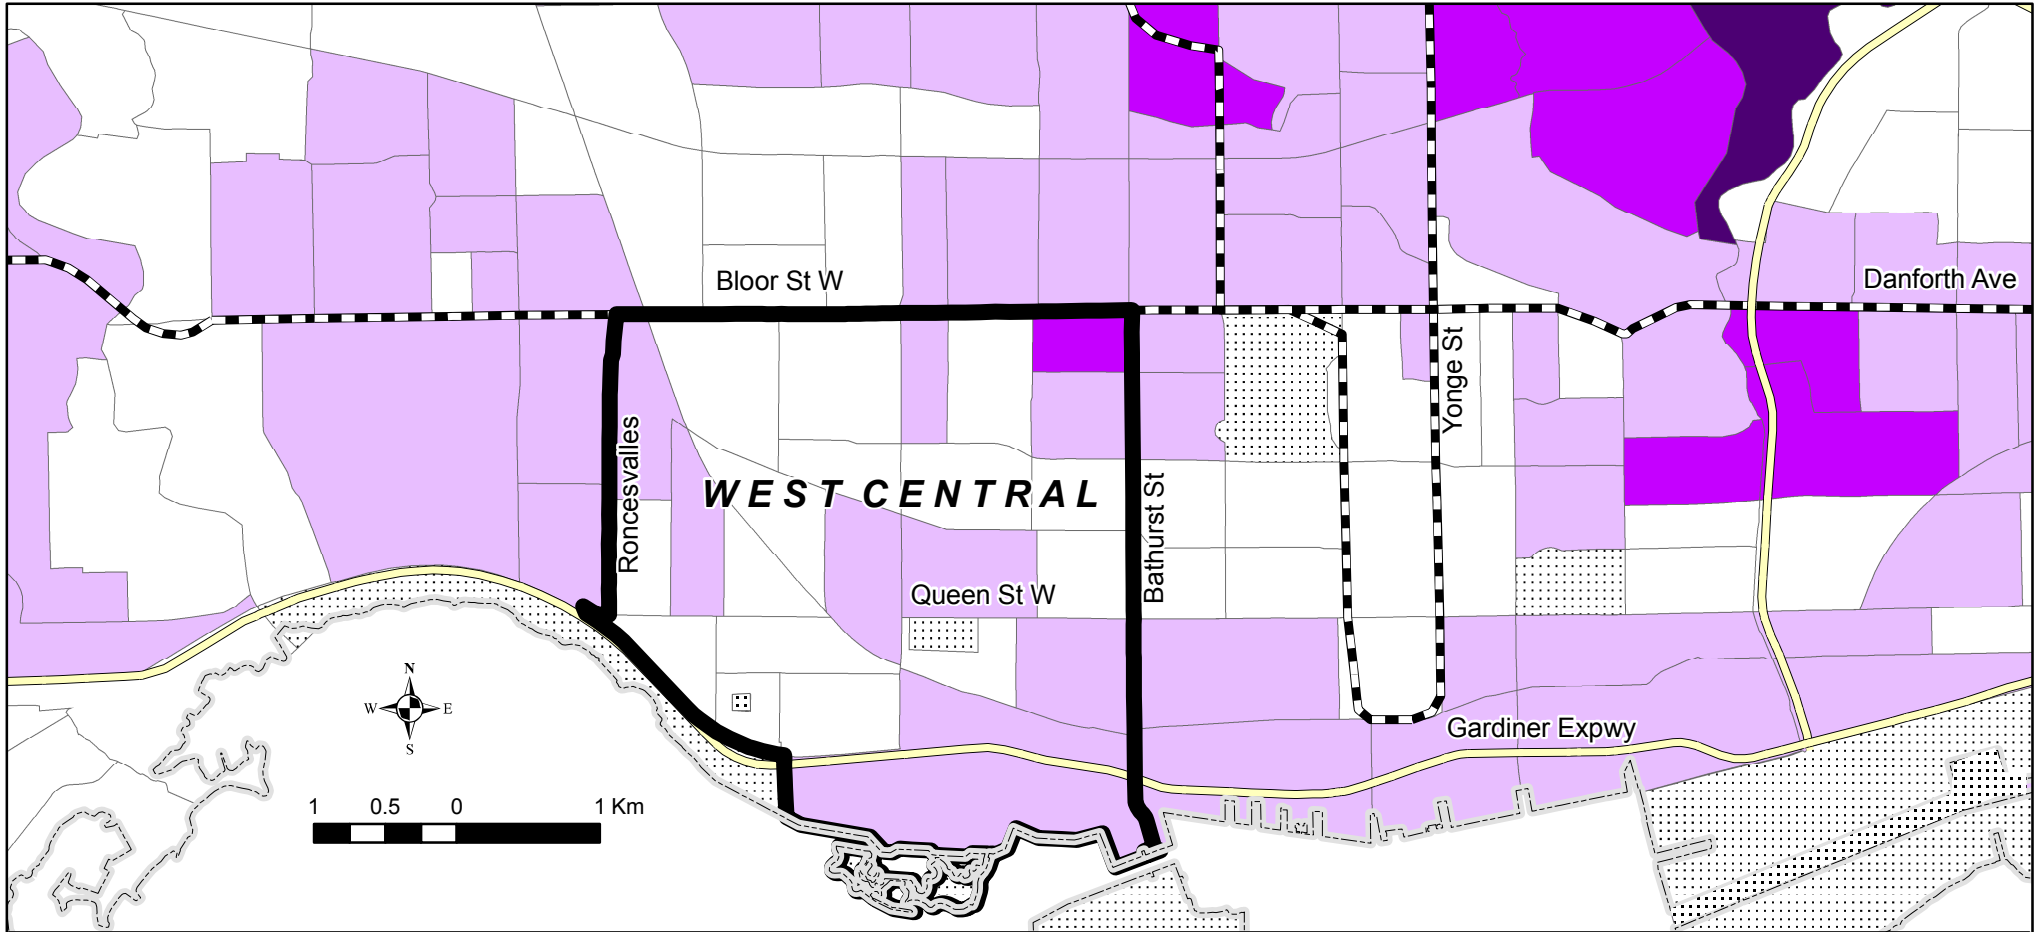 Bloor St W
Danforth Ave
Yonge St
Roncesvalles
WEST CENTRAL
Bathurst St
Queen St W
N
W E
S
Gardiner Expwy
1 0.5 0 1 Km